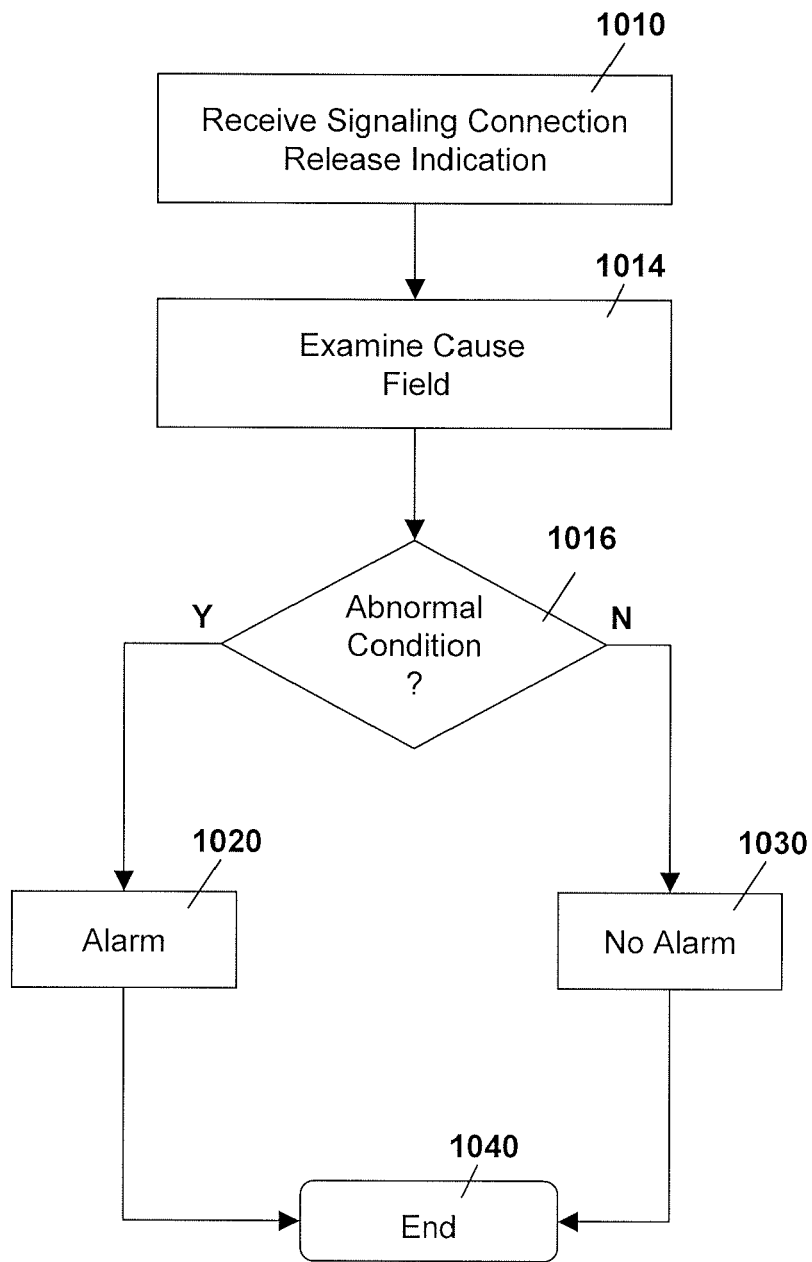 1010
Receive Signaling Connection
Release Indication
1014
Examine Cause
Field
1016
Abnormal
Condition
?
Y
N
1020
Alarm
1030
No Alarm
1040
End